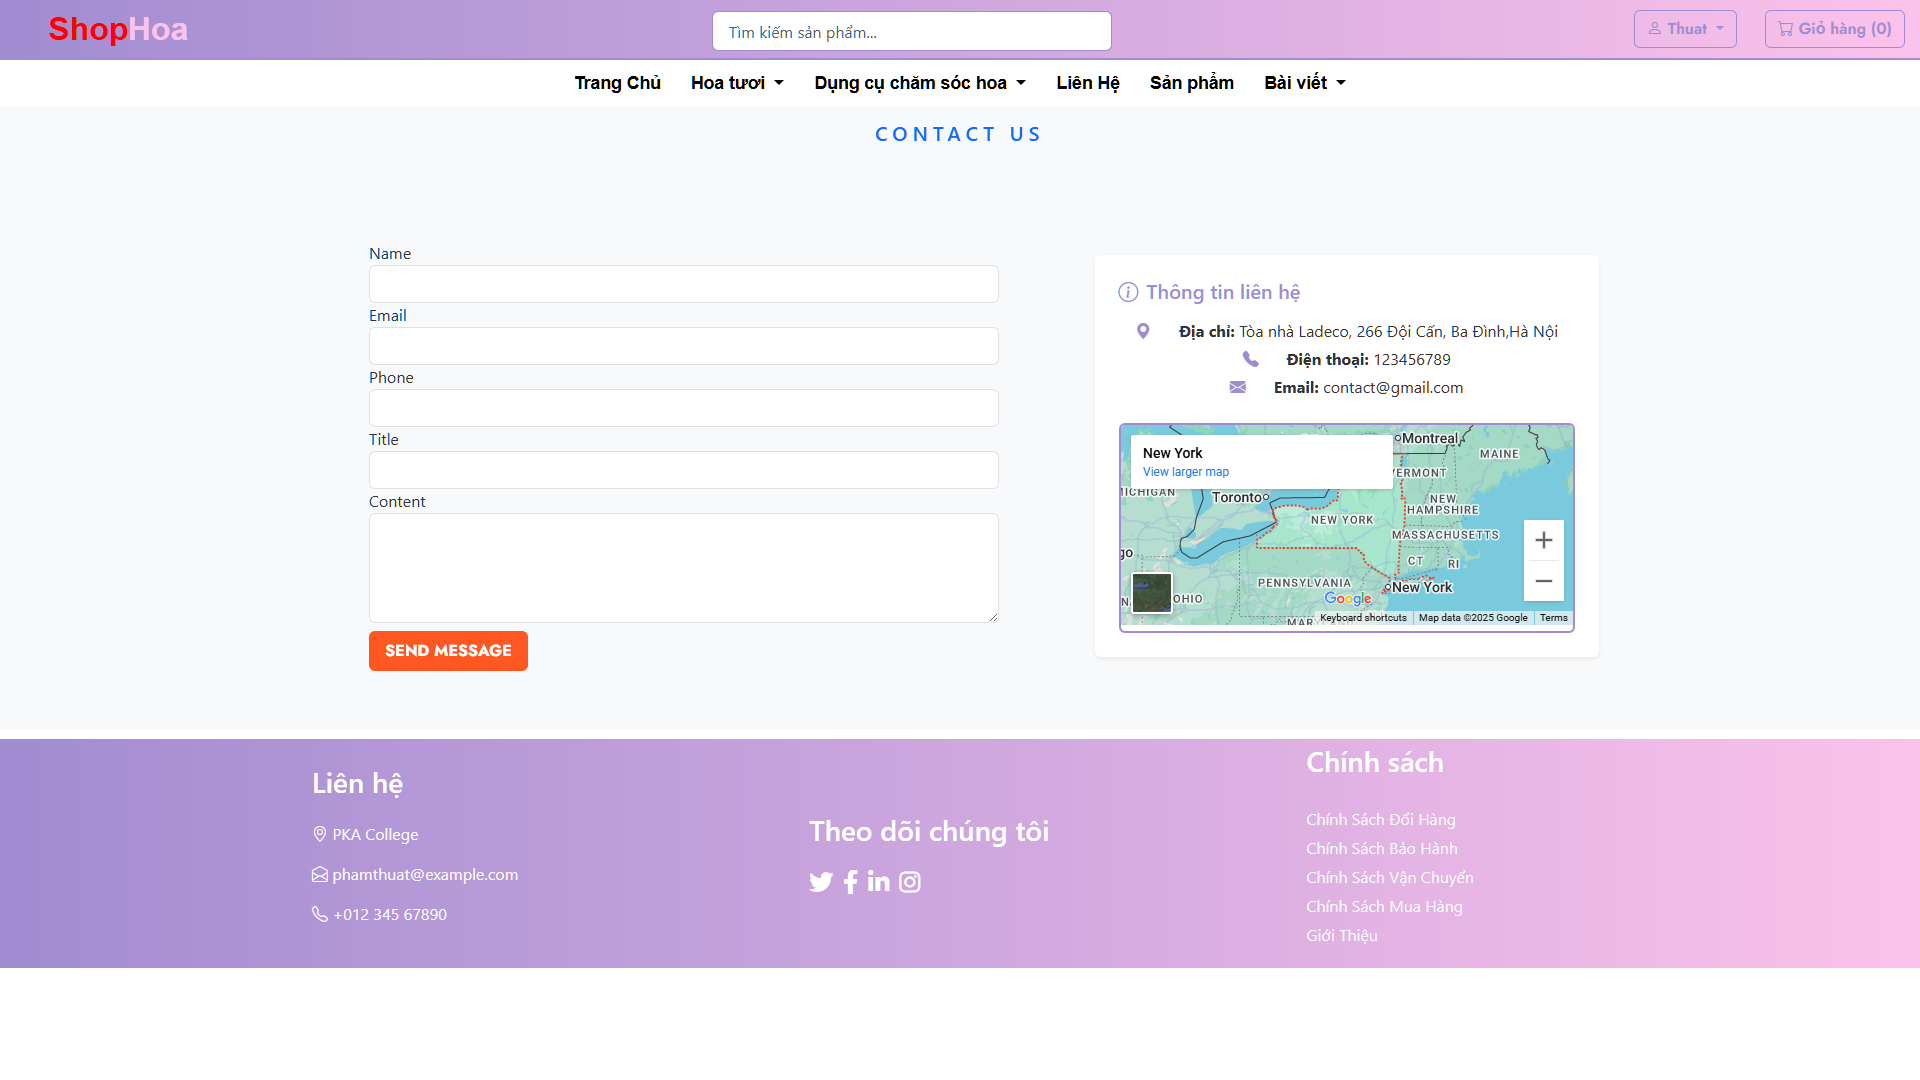 ShopHoa
Tìm kiếm sản phẩm...
Thuat
Giỏ hàng (0)
Trang Chủ
Hoa tươi
Dụng cụ chăm sóc hoa
Liên Hệ
Sản phẩm
Bài viết
CONTACT US
Name
Email
Phone
Title
Content
SEND MESSAGE
Thông tin liên hệ
Địa chỉ: Tòa nhà Ladeco, 266 Đội Cấn, Ba Đình,Hà Nội
Điện thoại: 123456789
Email: contact@gmail.com
New York
View larger map
Montreal
MAINE
VERMONT
MICHIGAN
Toronto
NEW
HAMPSHIRE
NEW YORK
MASSACHUSETTS
CT
RI
PENNSYLVANIA
New York
OHIO
Google
Keyboard shortcuts
Map data ©2025 Google
Terms
Liên hệ
PKA College
phamthuat@example.com
+012 345 67890
Theo dõi chúng tôi
Chính sách
Chính Sách Đổi Hàng
Chính Sách Bảo Hành
Chính Sách Vận Chuyển
Chính Sách Mua Hàng
Giới Thiệu